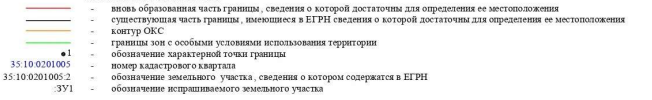 - вновь образованная часть границы, сведения о которой достаточны для определения ее местоположения
- существующая часть границы, имеющиеся в ЕГРН сведения о которой достаточны для определения ее местоположения
- контур ОКС
- границы зон с особыми условиями использования территории
●1 - обозначение характерной точки границы
35:10:0201005 - номер кадастрового квартала
35:10:0201005:2 - обозначение земельного участка, сведения о котором содержатся в ЕГРН
:ЗУ1 - обозначение испрашиваемого земельного участка